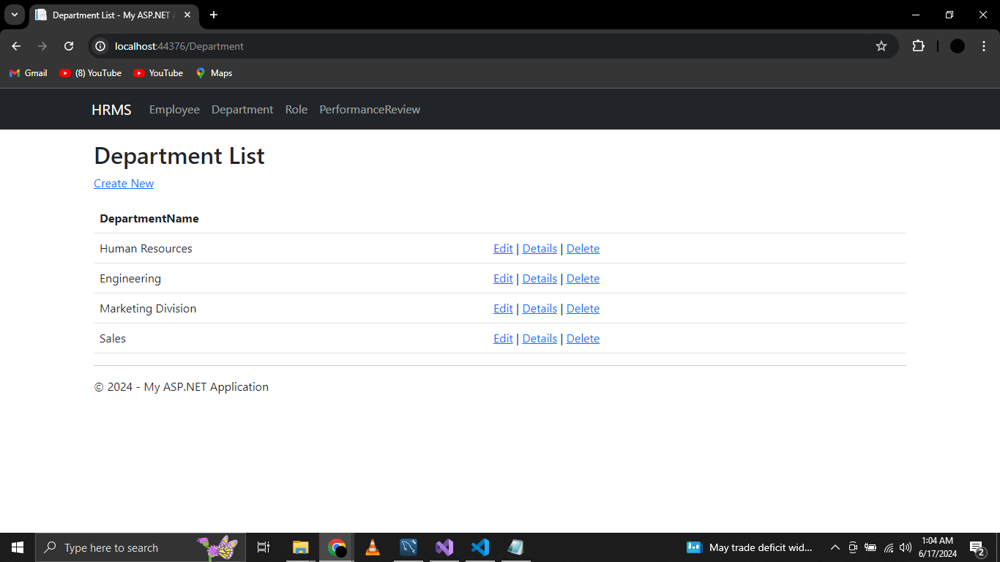 Department List - My ASP.NET
localhost:44376/Department
Gmail (8) YouTube YouTube Maps
HRMS Employee Department Role PerformanceReview
Department List
Create New
DepartmentName
Human Resources Edit | Details | Delete
Engineering Edit | Details | Delete
Marketing Division Edit | Details | Delete
Sales Edit | Details | Delete
© 2024 - My ASP.NET Application
Type here to search
May trade deficit wid...
1:04 AM
6/17/2024
2